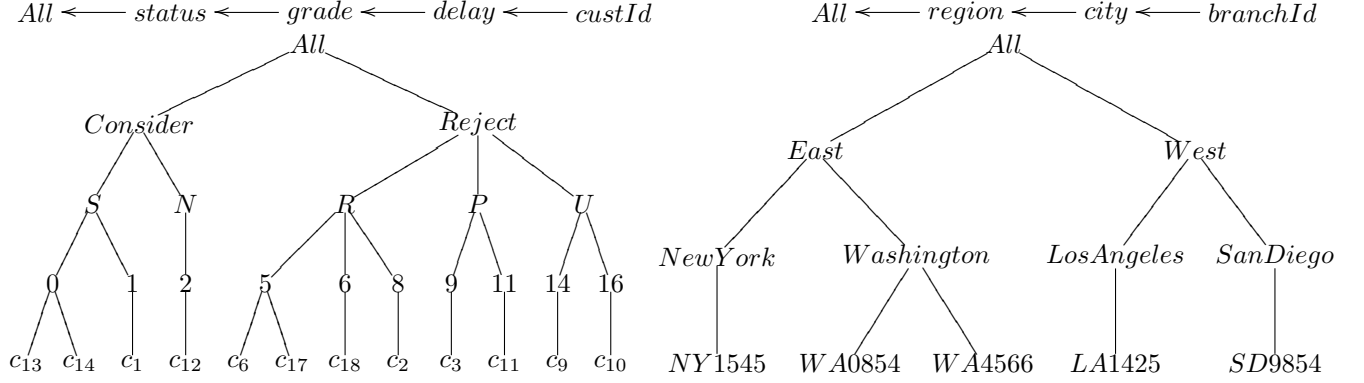 All status grade delay custId All region city branchId
All All
Consider Reject
East West
S N R P U
NewYork Washington LosAngeles SanDiego
0 1 2 5 6 8 9 11 14 16
c13 c14 c1 c12 c6 c17 c18 c2 c3 c11 c9 c10 NY1545 WA0854 WA4566 LA1425 SD9854